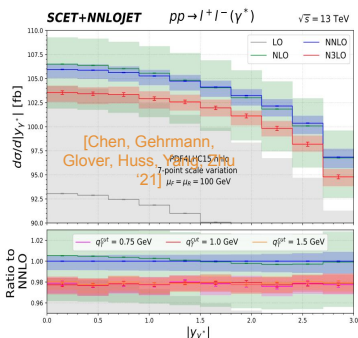 SCET+NNLOJET pp → l⁺l⁻(γ*) √s = 13 TeV
110.0
107.5
105.0
102.5
100.0
97.5
95.0
92.5
90.0
dσ/d|yγ*| [fb]
LO NNLO
NLO N3LO
[Chen, Gehrmann,
Glover, Huss, Yang, Zhu
'21]
PDF4LHC15 nnlo
7-point scale variation
μF = μR = 100 GeV
Ratio to
NNLO
1.02
1.00
0.98
0.96
qTcut = 0.75 GeV qTcut = 1.0 GeV qTcut = 1.5 GeV
0.0 0.5 1.0 1.5 2.0 2.5 3.0
|yγ*|